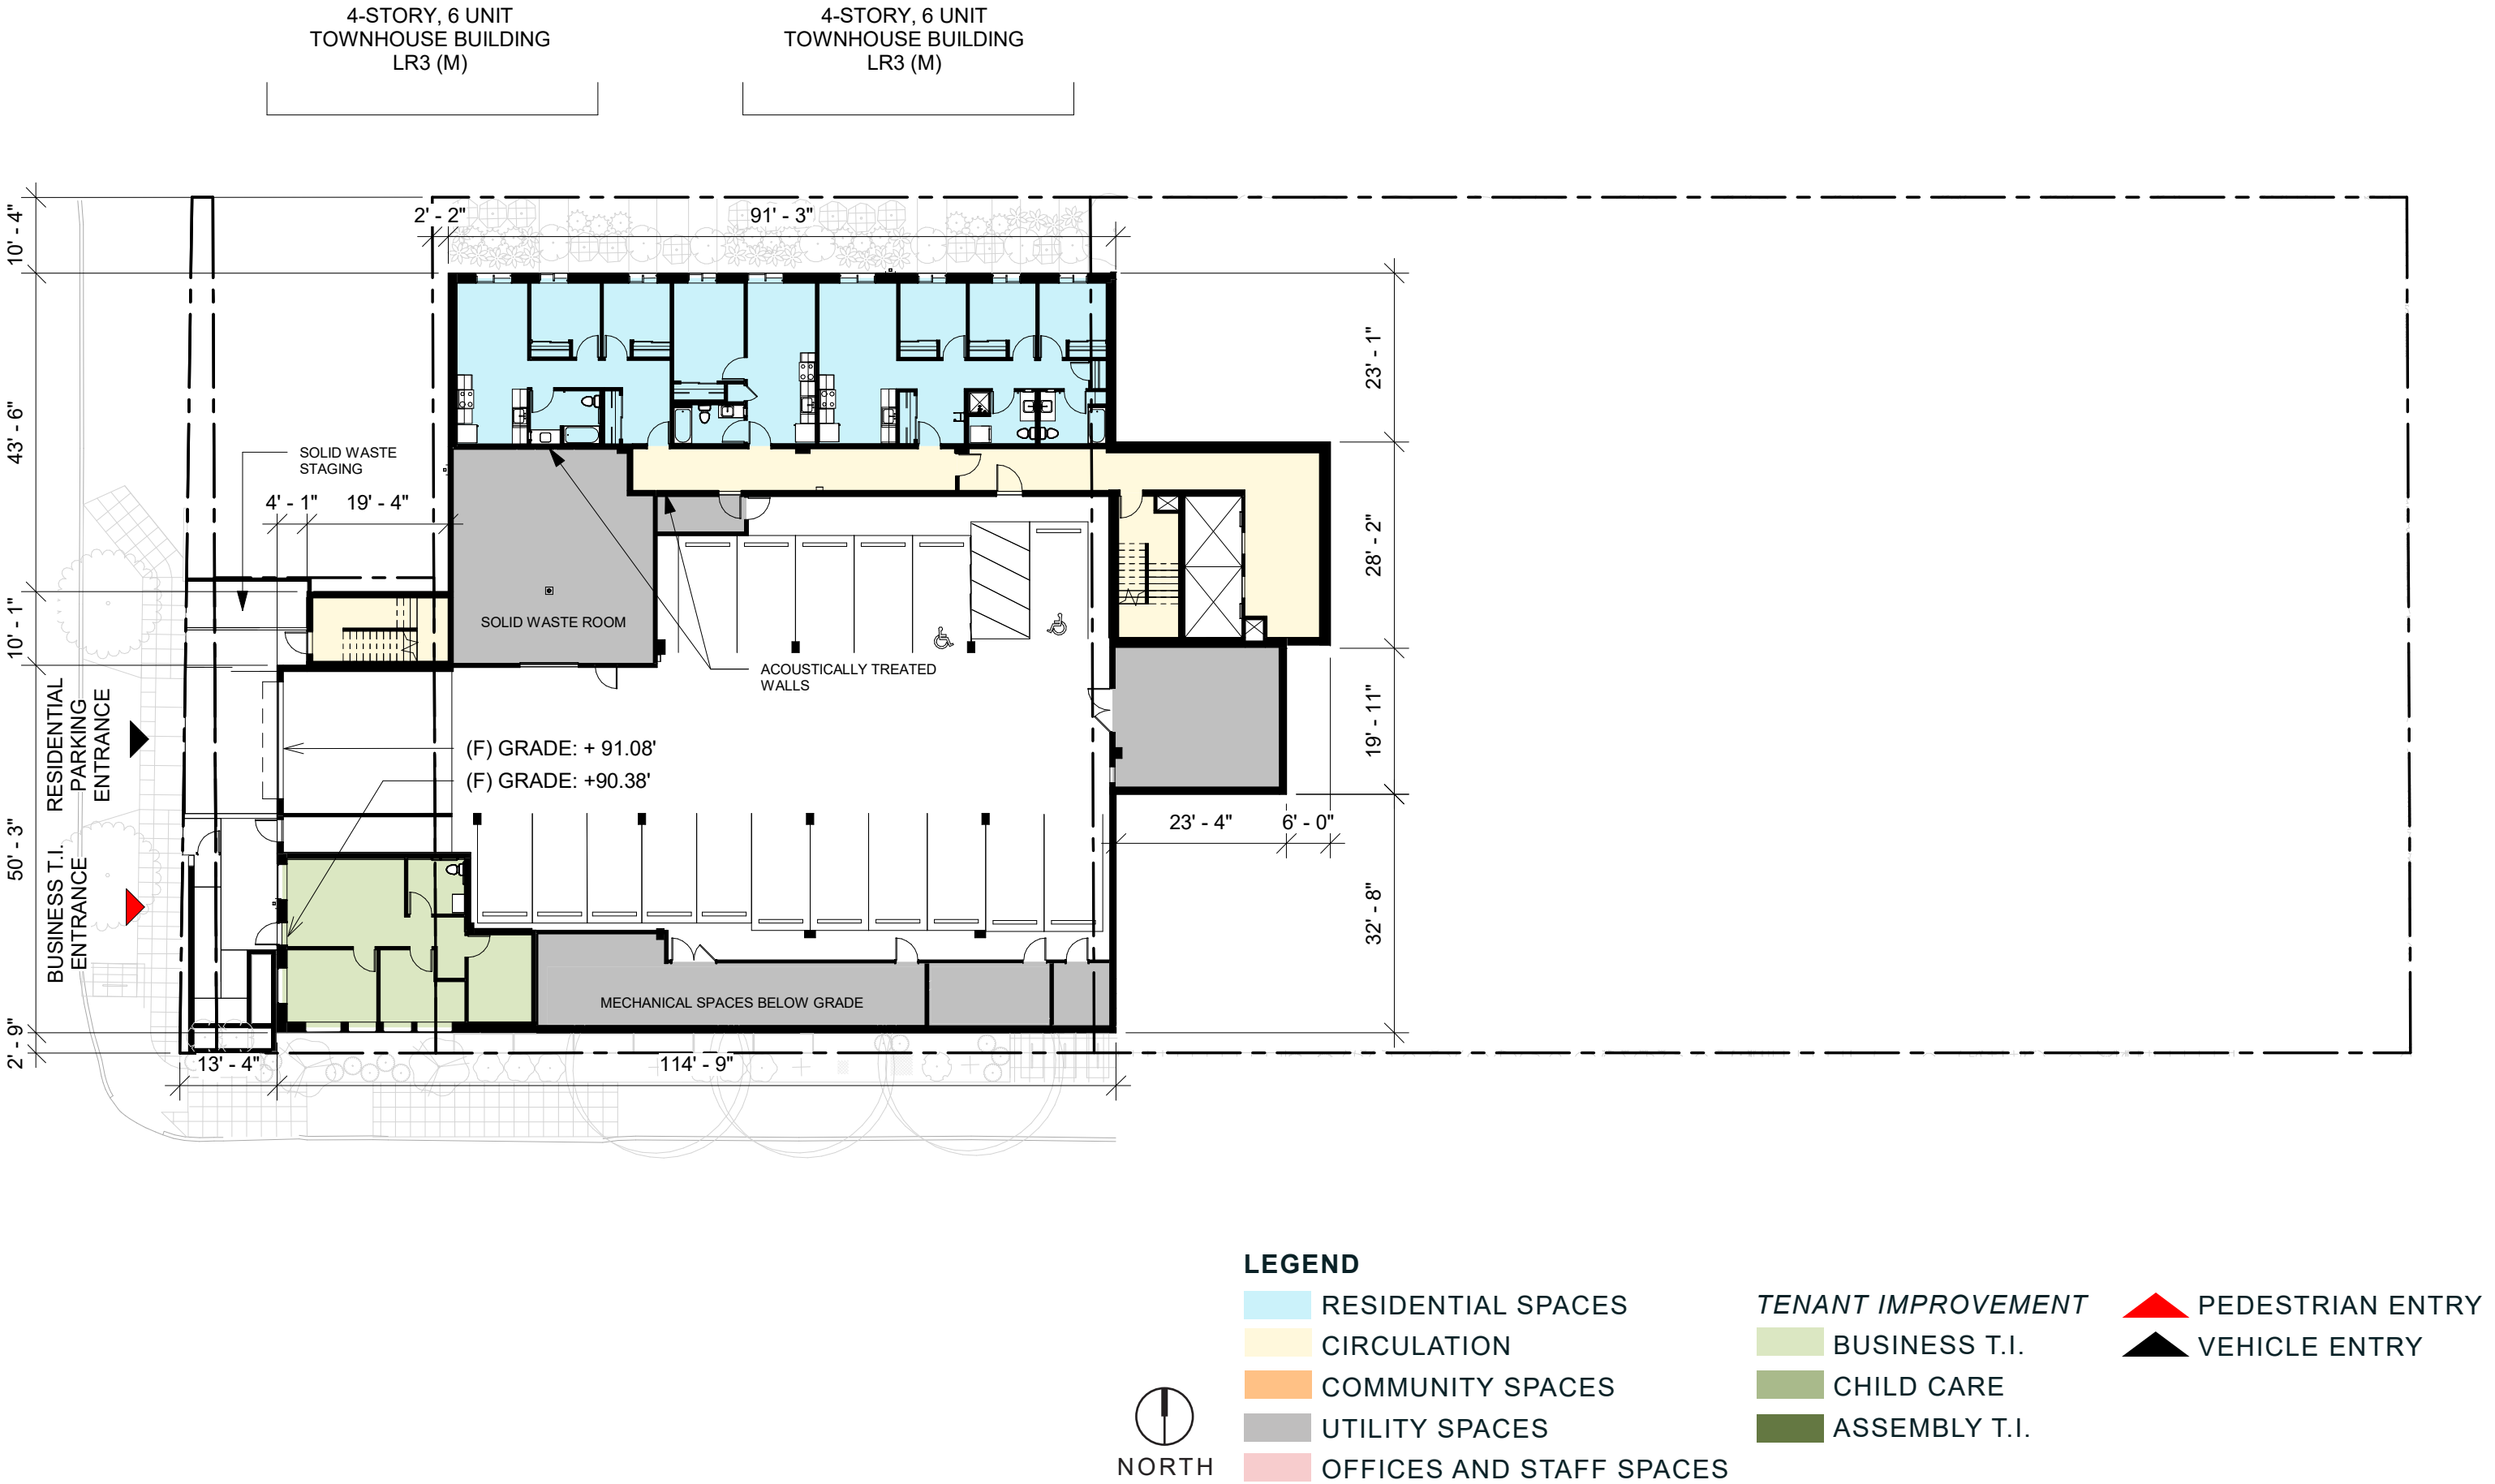 4-STORY, 6 UNIT
TOWNHOUSE BUILDING
LR3 (M)
4-STORY, 6 UNIT
TOWNHOUSE BUILDING
LR3 (M)
10' - 4"
2' - 2"
91' - 3"
43' - 6"
23' - 1"
SOLID WASTE
STAGING
4' - 1"
19' - 4"
28' - 2"
10' - 1"
SOLID WASTE ROOM
ACOUSTICALLY TREATED
WALLS
RESIDENTIAL
PARKING
ENTRANCE
19' - 11"
(F) GRADE: + 91.08'
(F) GRADE: +90.38'
23' - 4"
6' - 0"
50' - 3"
BUSINESS T.I.
ENTRANCE
32' - 8"
MECHANICAL SPACES BELOW GRADE
2' - 9"
13' - 4"
114' - 9"
LEGEND
RESIDENTIAL SPACES
CIRCULATION
COMMUNITY SPACES
UTILITY SPACES
OFFICES AND STAFF SPACES
TENANT IMPROVEMENT
BUSINESS T.I.
CHILD CARE
ASSEMBLY T.I.
PEDESTRIAN ENTRY
VEHICLE ENTRY
NORTH